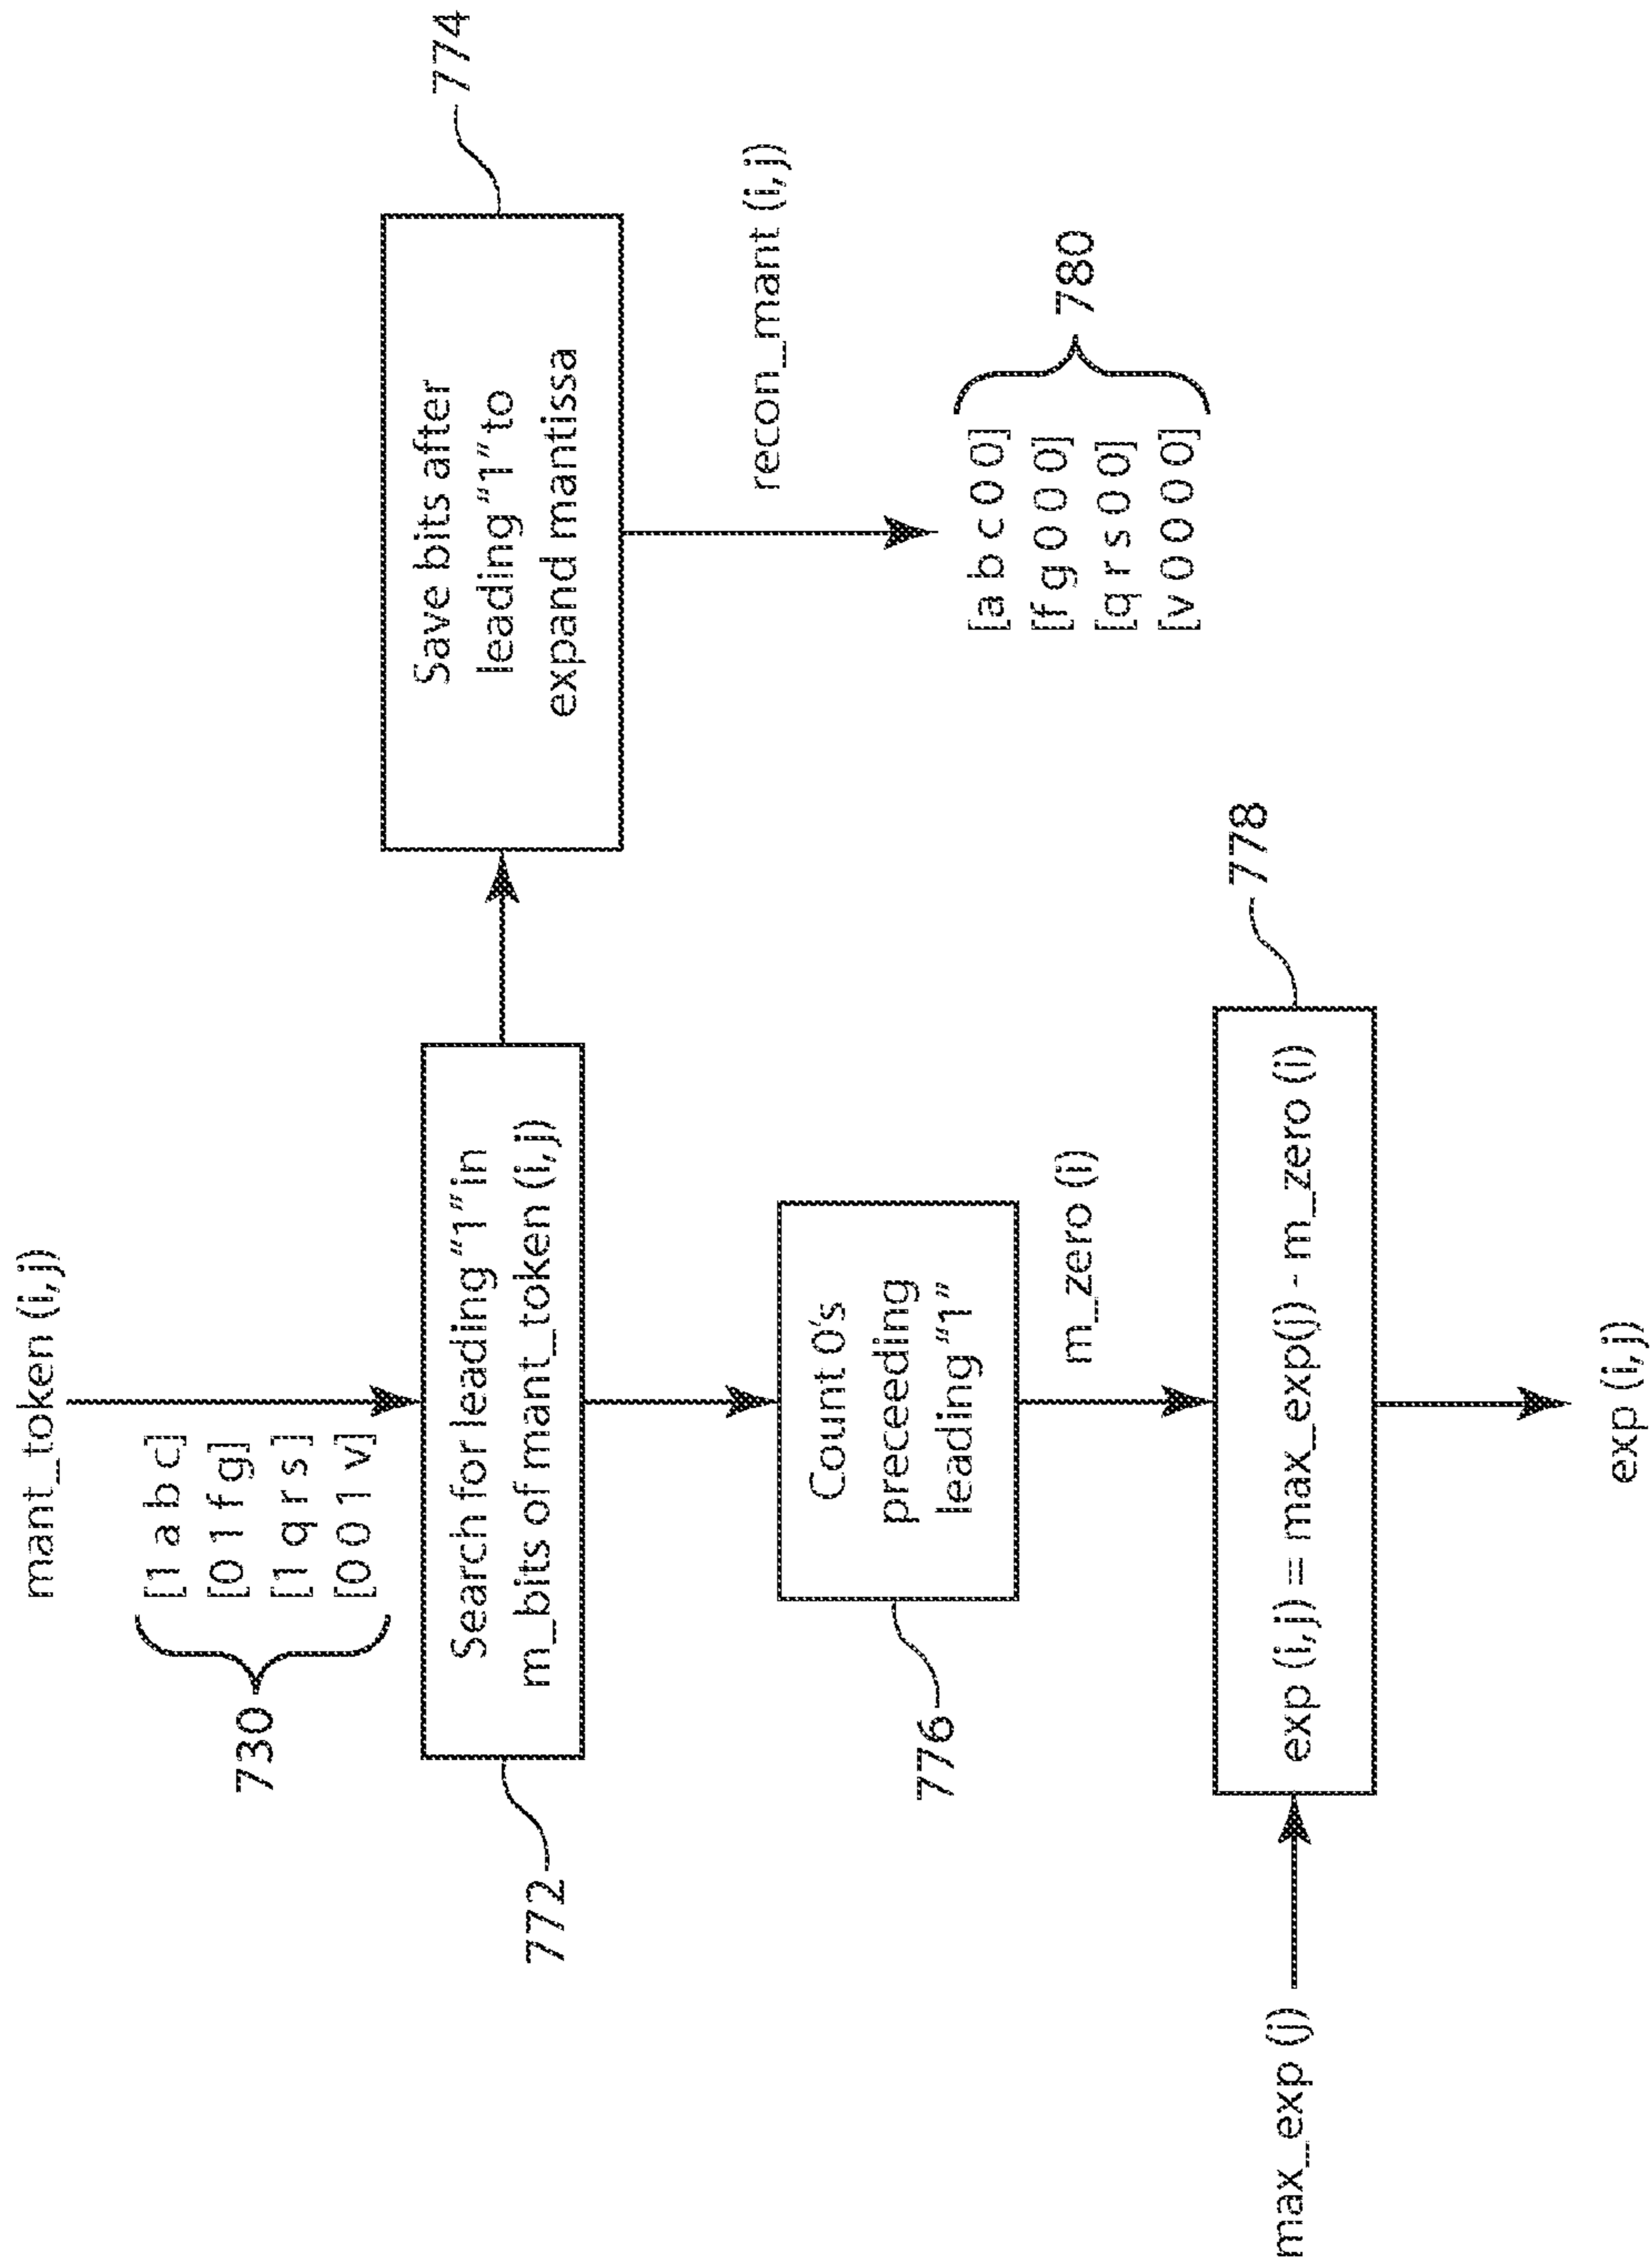 mant_token (i, j)
730
[1 a b c]
[0 1 f g]
[1 q r s]
[0 0 1 v]
772
Search for leading “1” in
m_bits of mant_token (i, j)
774
Save bits after
leading “1” to
expand mantissa
recon_mant (i, j)
[a b c 0 0]
[f g 0 0 0]
[q r s 0 0]
[v 0 0 0 0]
780
776
Count 0's
preceeding
leading “1”
m_zero (i)
778
max_exp (j)
exp (i, j) = max_exp(j) - m_zero (i)
exp (i, j)